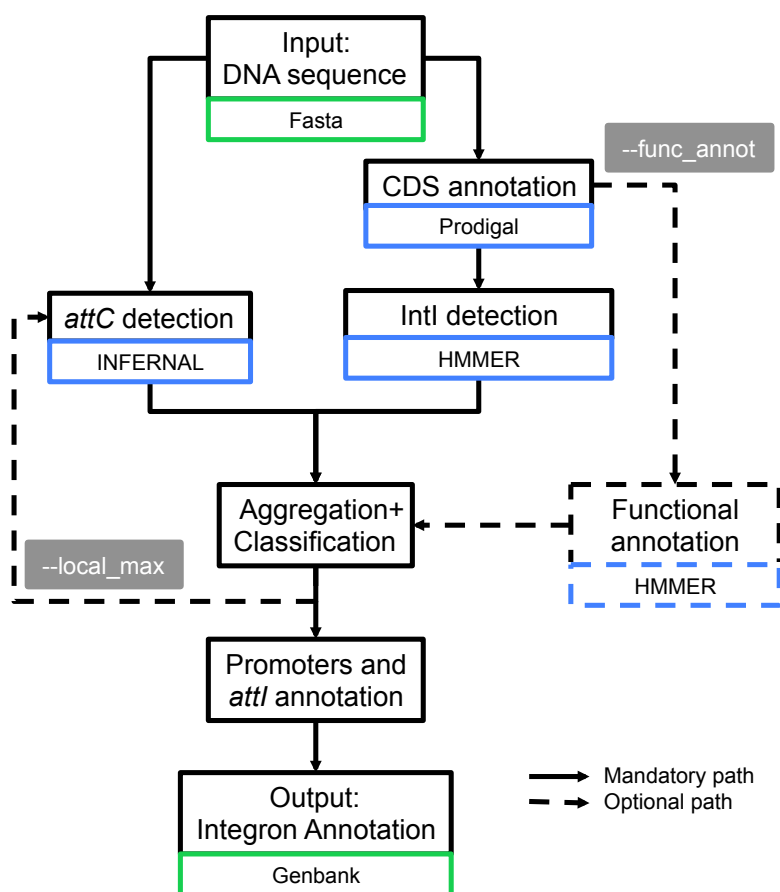 Input:
DNA sequence
Fasta
--func_annot
CDS annotation
Prodigal
attC detection
INFERNAL
IntI detection
HMMER
Aggregation+
Classification
Functional
annotation
HMMER
--local_max
Promoters and
attI annotation
Output:
Integron Annotation
Genbank
Mandatory path
Optional path